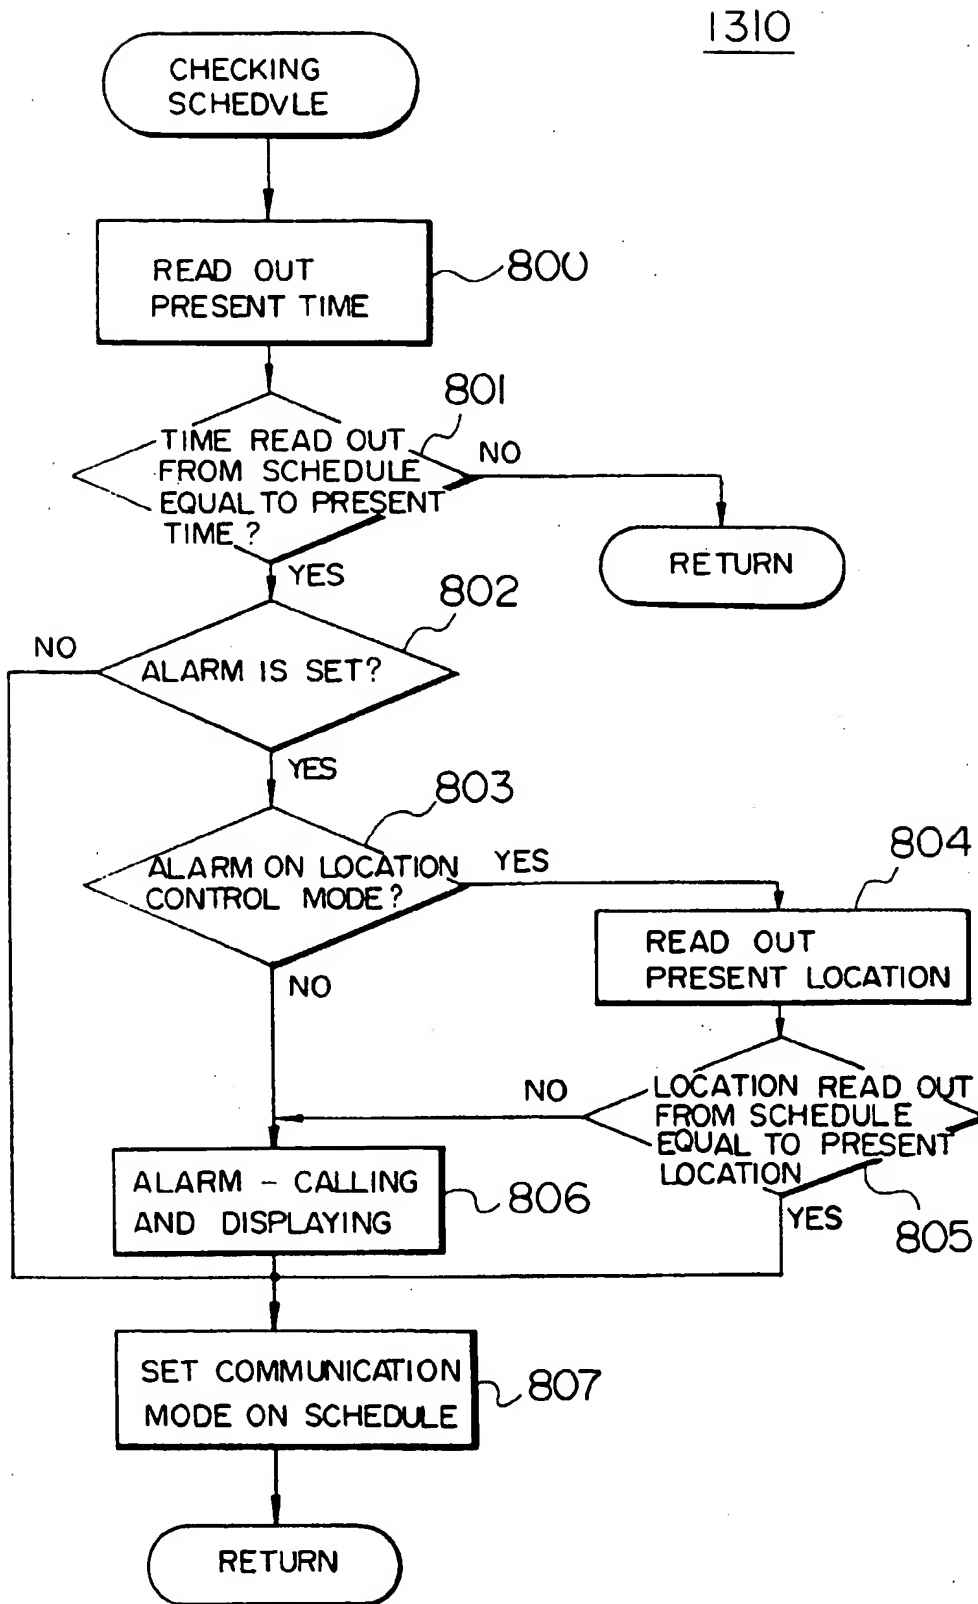 1310
CHECKING
SCHEDVLE
READ OUT
PRESENT TIME
800
801
TIME READ OUT
FROM SCHEDULE
EQUAL TO PRESENT
TIME?
NO
RETURN
YES
802
NO
ALARM IS SET?
YES
803
ALARM ON LOCATION
CONTROL MODE?
YES
804
READ OUT
PRESENT LOCATION
NO
NO
LOCATION READ OUT
FROM SCHEDULE
EQUAL TO PRESENT
LOCATION
YES
805
ALARM - CALLING
AND DISPLAYING
806
SET COMMUNICATION
MODE ON SCHEDULE
807
RETURN